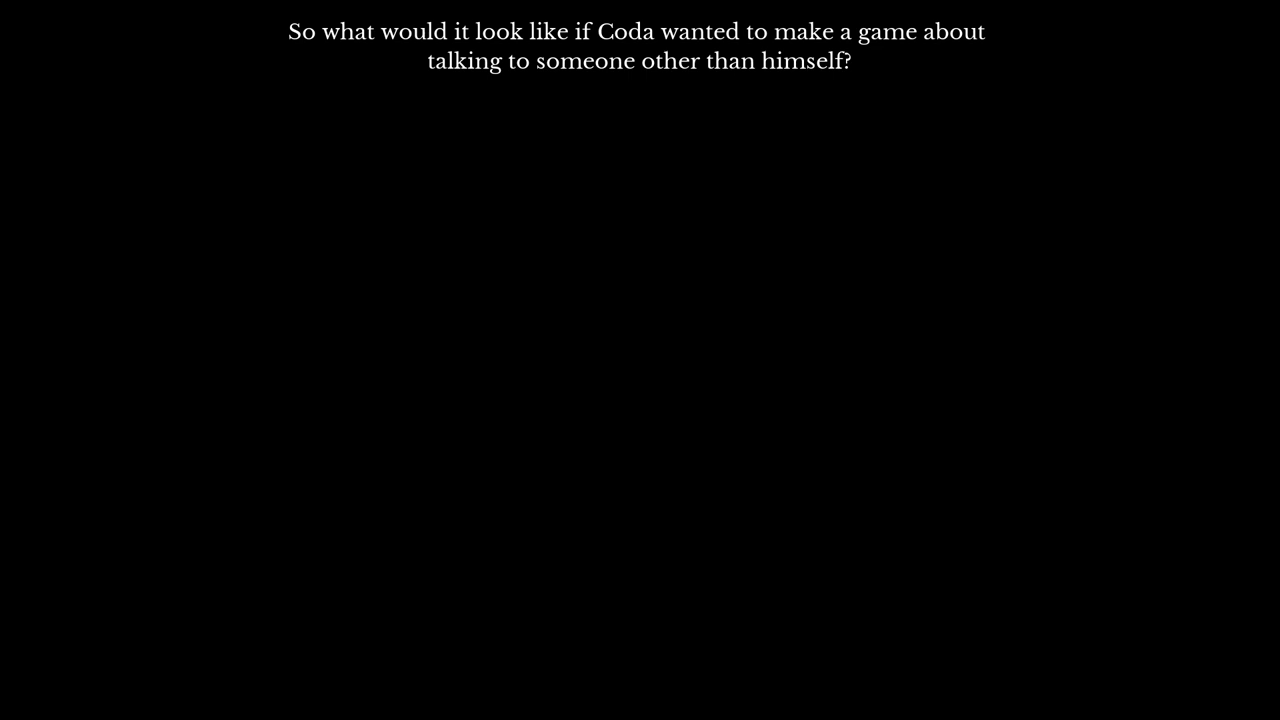 So what would it look like if Coda wanted to make a game about
talking to someone other than himself?